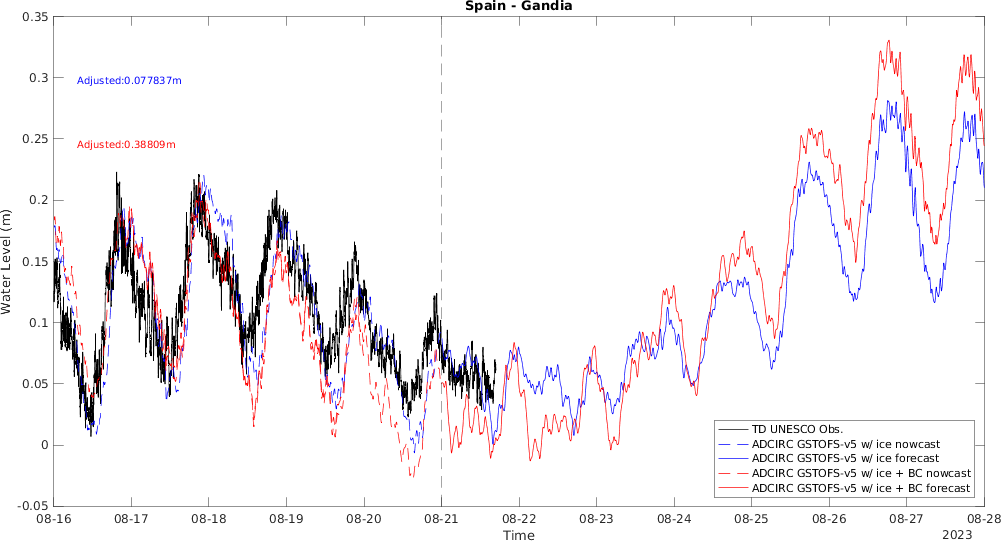 Spain - Gandia
0.35
0.3
0.25
0.2
0.15
0.1
0.05
0
-0.05
Water Level (m)
Adjusted:0.077837m
Adjusted:0.38809m
TD UNESCO Obs.
ADCIRC GSTOFS-v5 w/ ice nowcast
ADCIRC GSTOFS-v5 w/ ice forecast
ADCIRC GSTOFS-v5 w/ ice + BC nowcast
ADCIRC GSTOFS-v5 w/ ice + BC forecast
08-16 08-17 08-18 08-19 08-20 08-21 08-22 08-23 08-24 08-25 08-26 08-27 08-28
Time
2023